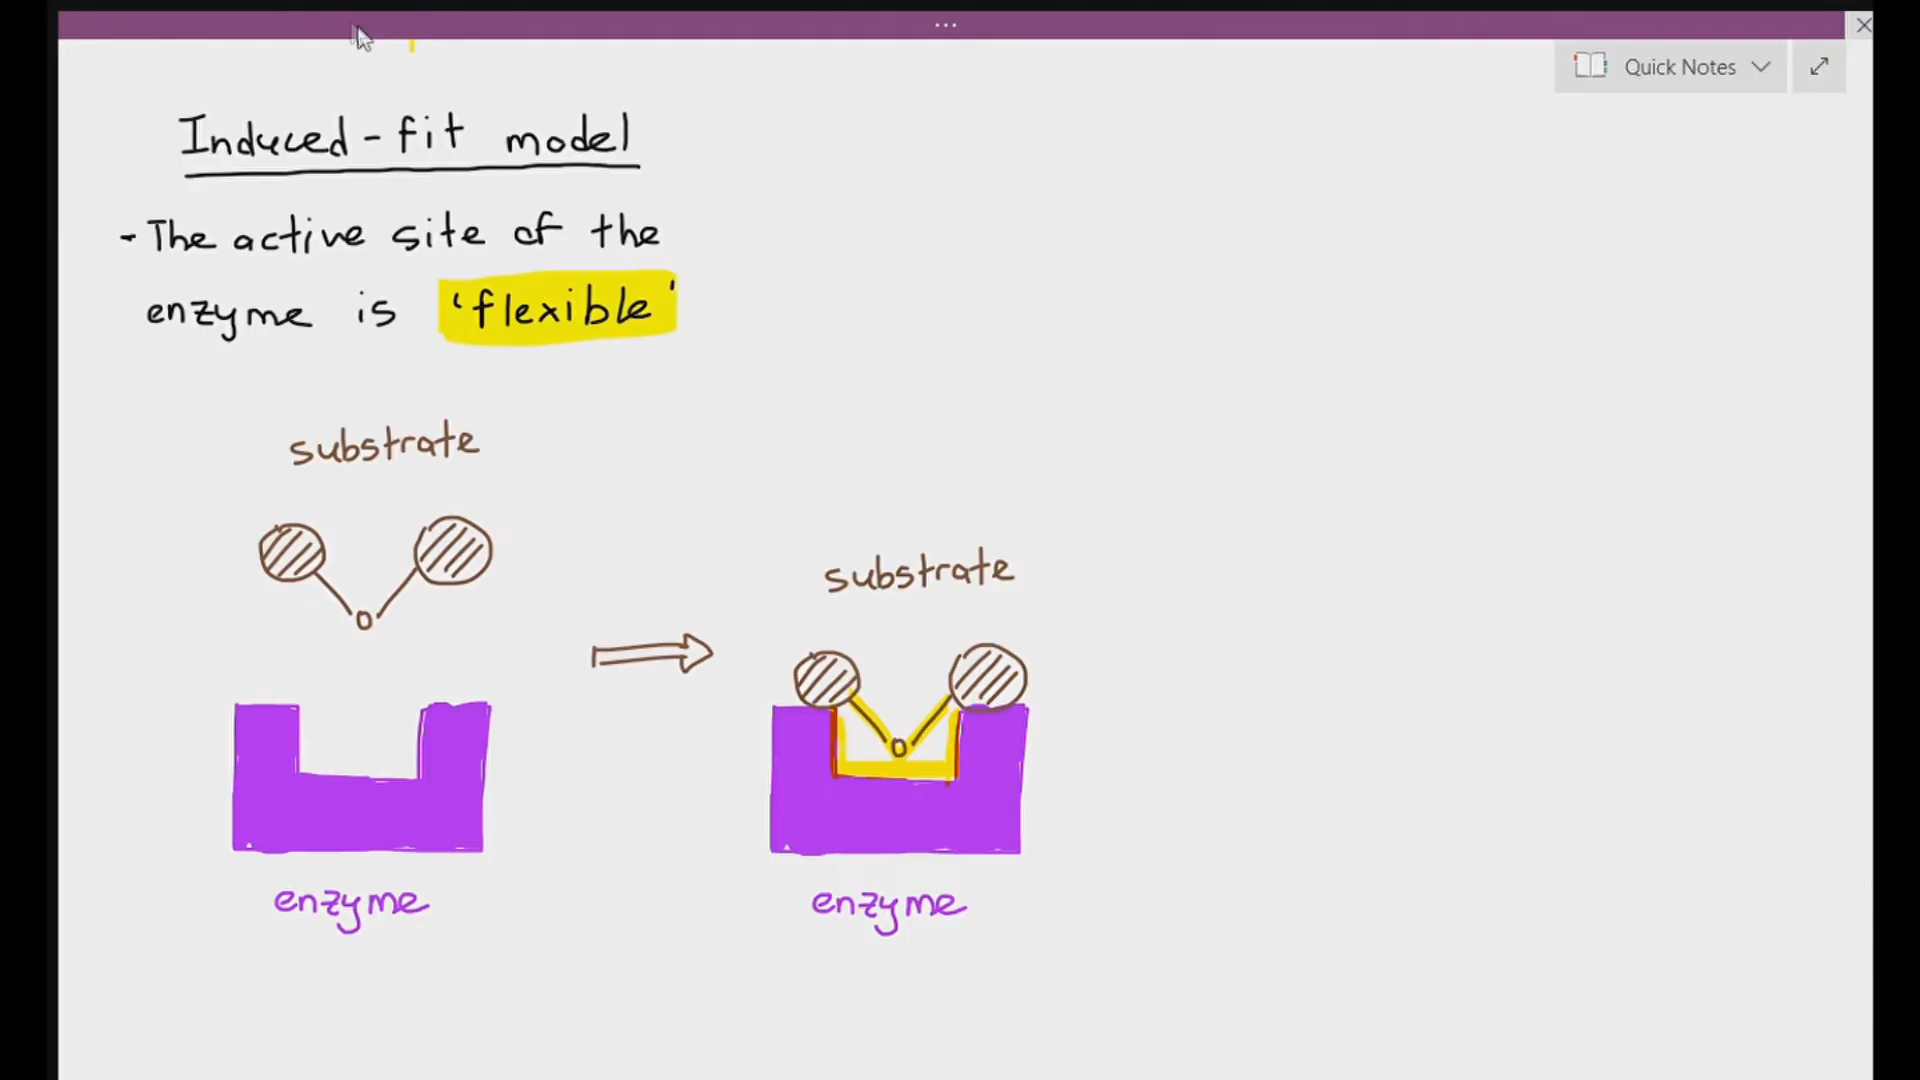 Quick Notes
Induced-fit model
- The active site of the
enzyme is 'flexible'
substrate
substrate
enzyme
enzyme